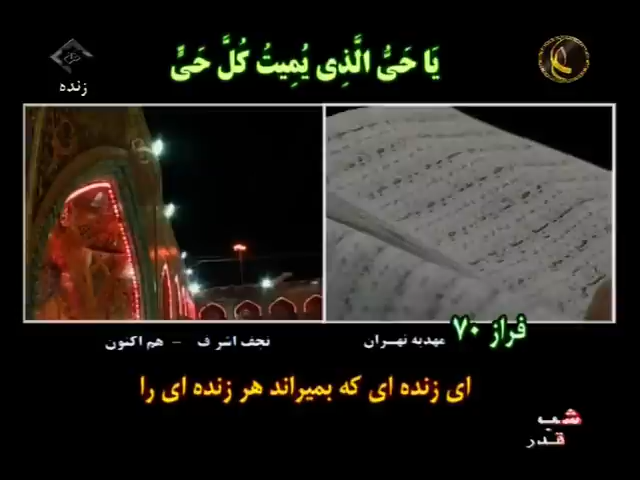 يَا حَىُّ الَّذِى يُمِيتُ كُلَّ حَىٍّ
زنده
فراز ۷۰
مهدیه تهران
نجف اشرف - هم اکنون
ای زنده ای که بمیراند هر زنده ای را
شب
قدر